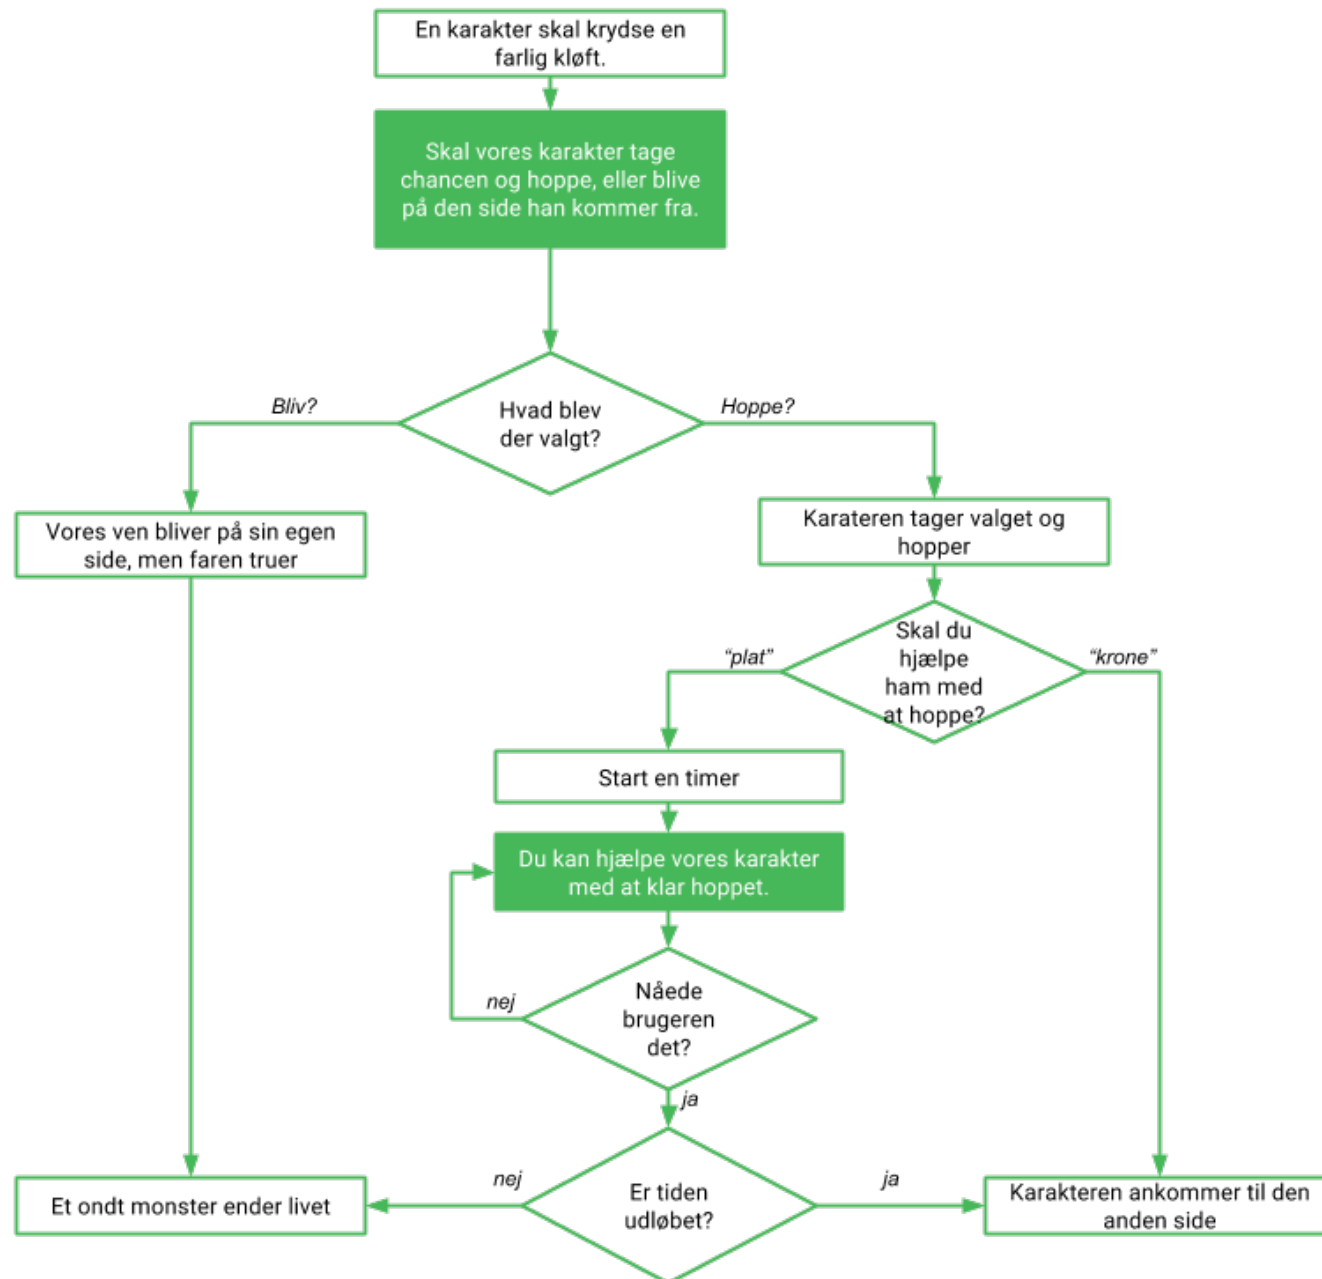 En karakter skal krydse en
farlig kløft.
Skal vores karakter tage
chancen og hoppe, eller blive
på den side han kommer fra.
Bliv?
Hvad blev
der valgt?
Hoppe?
Vores ven bliver på sin egen
side, men faren truer
Karateren tager valget og
hopper
"plat"
Skal du
hjælpe
ham med
at hoppe?
"krone"
Start en timer
Du kan hjælpe vores karakter
med at klar hoppet.
nej
Nåede
brugeren
det?
ja
Et ondt monster ender livet
nej
Er tiden
udløbet?
ja
Karakteren ankommer til den
anden side